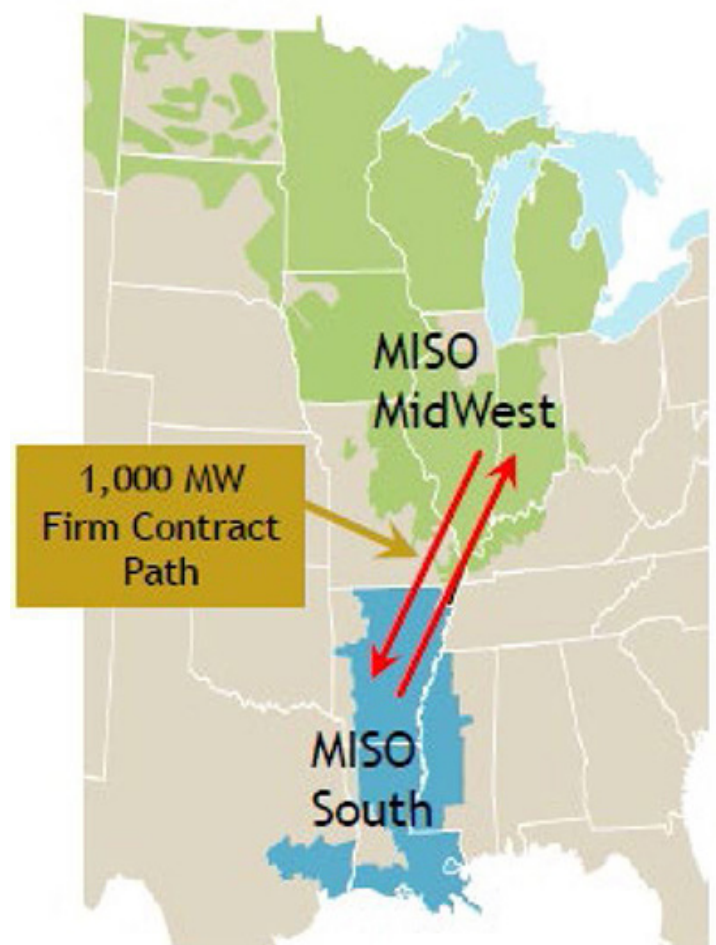 MISO
MidWest
1,000 MW
Firm Contract
Path
MISO
South